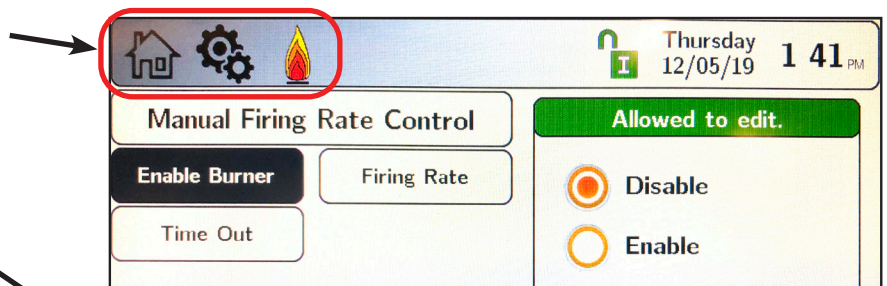 Thursday
12/05/19
1 41 PM
I
Manual Firing Rate Control
Allowed to edit.
Enable Burner
Firing Rate
Disable
Time Out
Enable